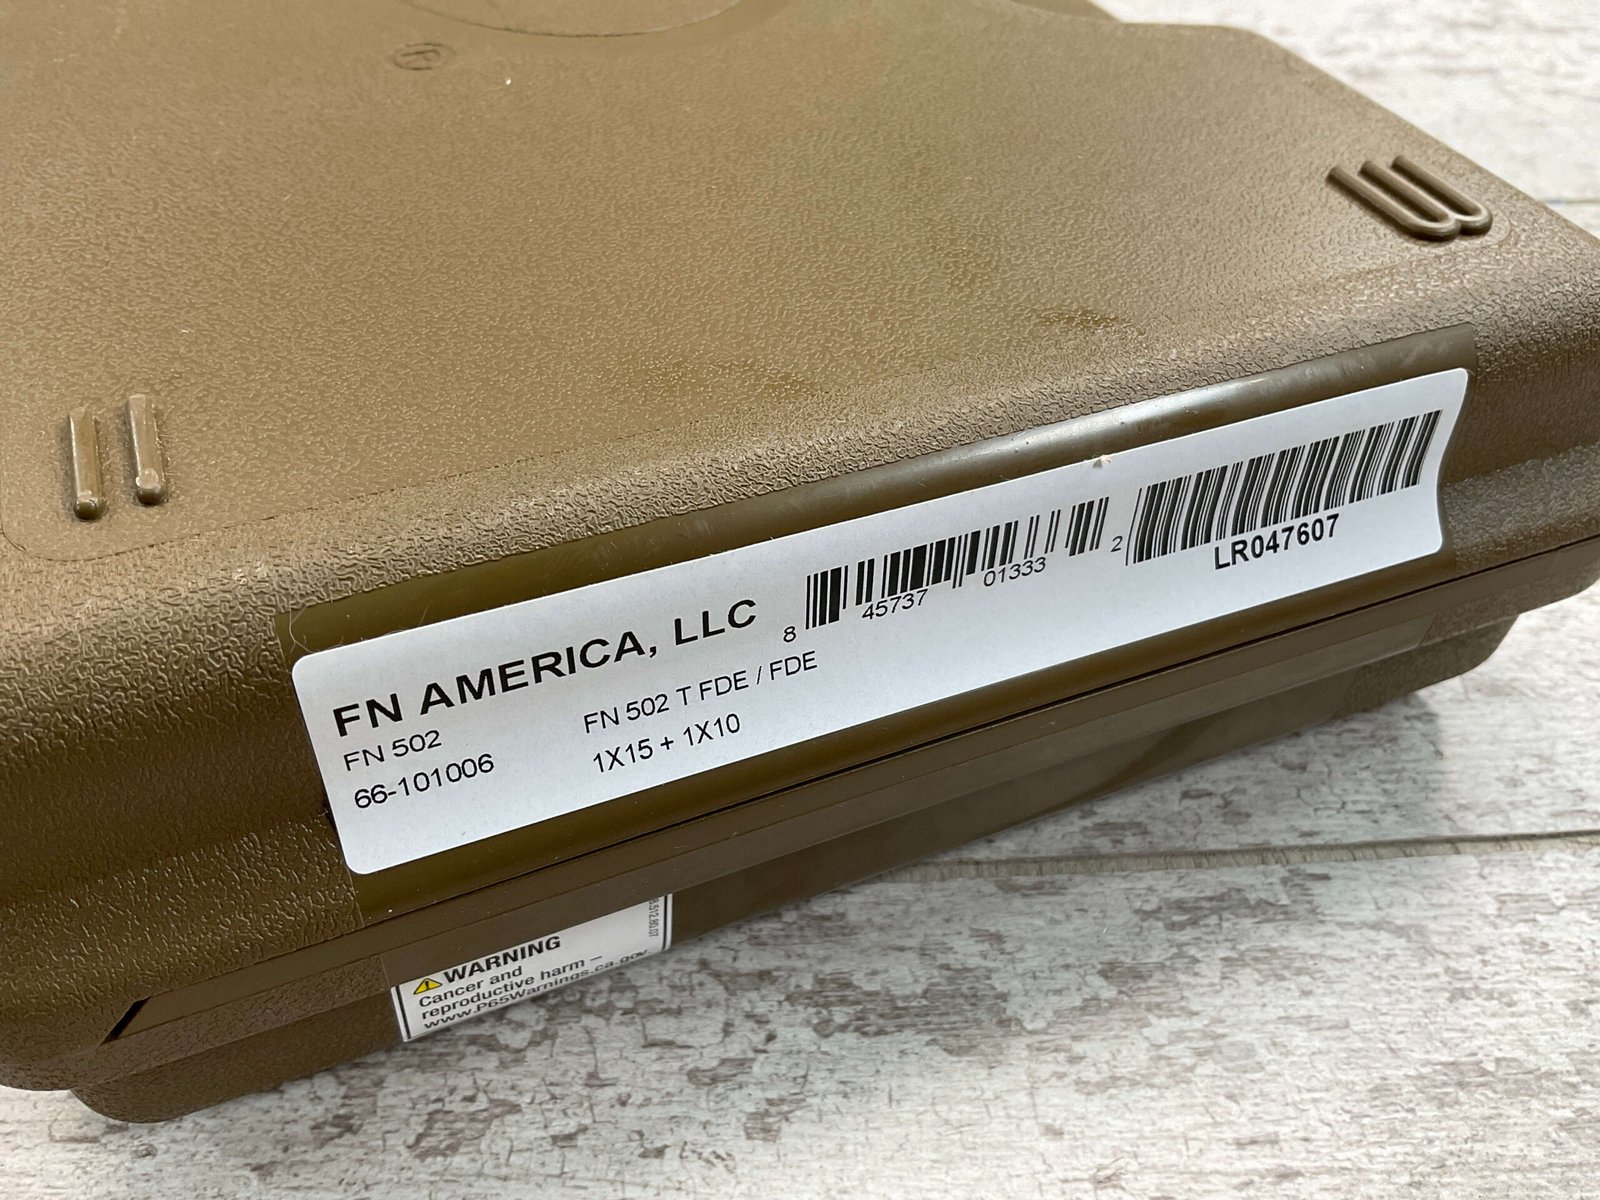 FN AMERICA, LLC
FN 502
66-101006
FN 502 T FDE / FDE
1X15 + 1X10
8 45737 01333 2
LR047607
WARNING
Cancer and
reproductive harm –
www.P65Warnings.ca.gov